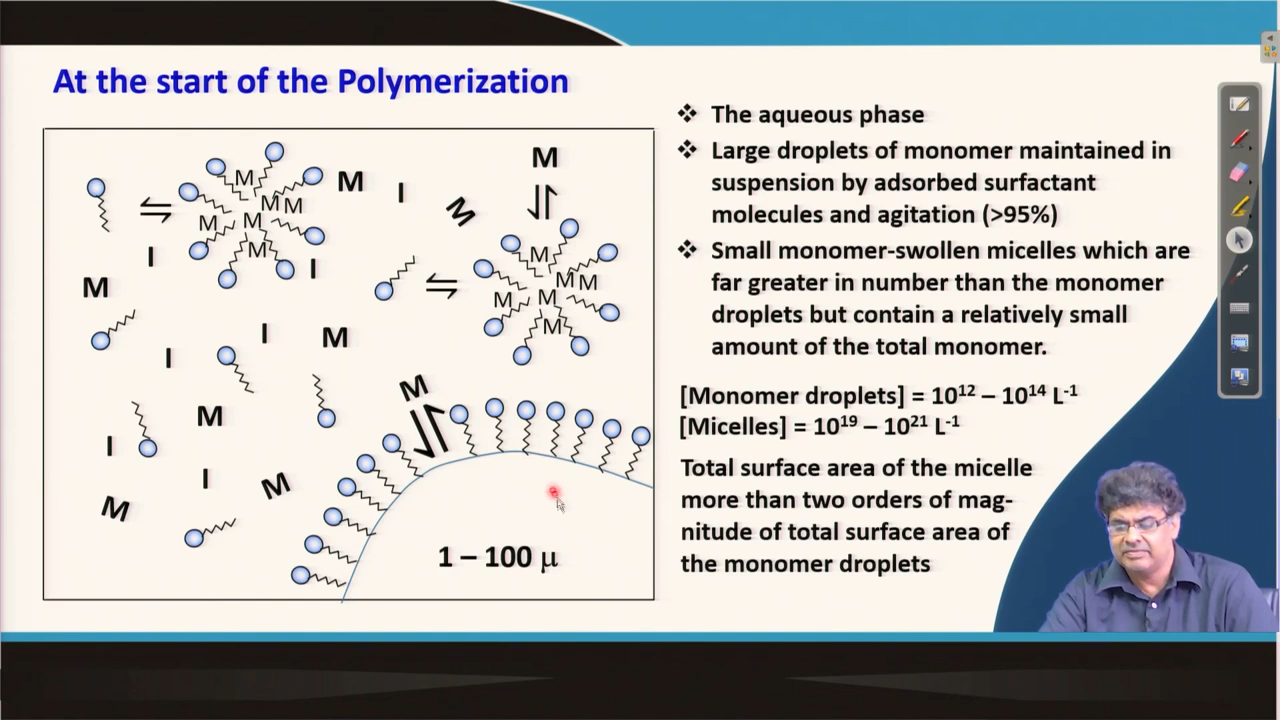 At the start of the Polymerization
M
M
I
M
M
M M
M
M
M
I
I
M
M
M M
M
M
M
M
I
M
I
M
M
I
I
M
M
1 – 100 μ
❖ The aqueous phase
❖ Large droplets of monomer maintained in
suspension by adsorbed surfactant
molecules and agitation (>95%)
❖ Small monomer-swollen micelles which are
far greater in number than the monomer
droplets but contain a relatively small
amount of the total monomer.
[Monomer droplets] = 10¹² – 10¹⁴ L⁻¹
[Micelles] = 10¹⁹ – 10²¹ L⁻¹
Total surface area of the micelle
more than two orders of mag-
nitude of total surface area of
the monomer droplets